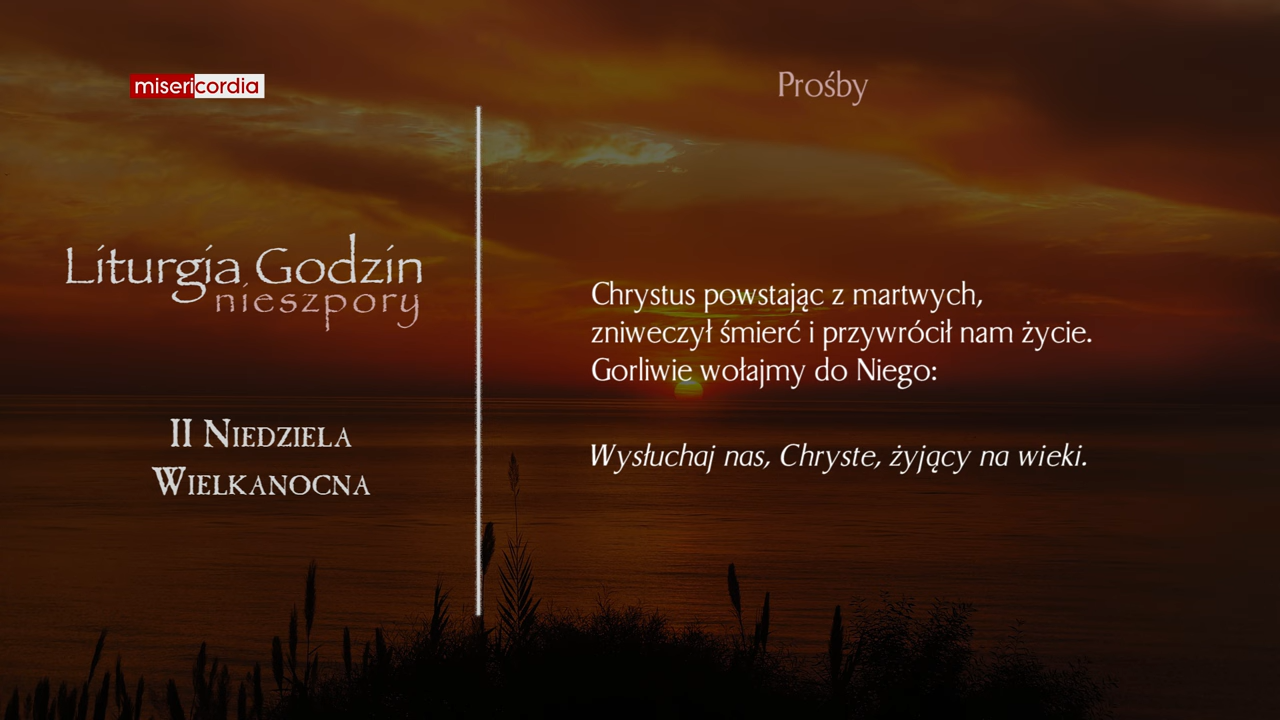 misericordia
Liturgia Godzin
nieszpory
II Niedziela
Wielkanocna
Prośby
Chrystus powstając z martwych,
zniweczył śmierć i przywrócił nam życie.
Gorliwie wołajmy do Niego:
Wysłuchaj nas, Chryste, żyjący na wieki.